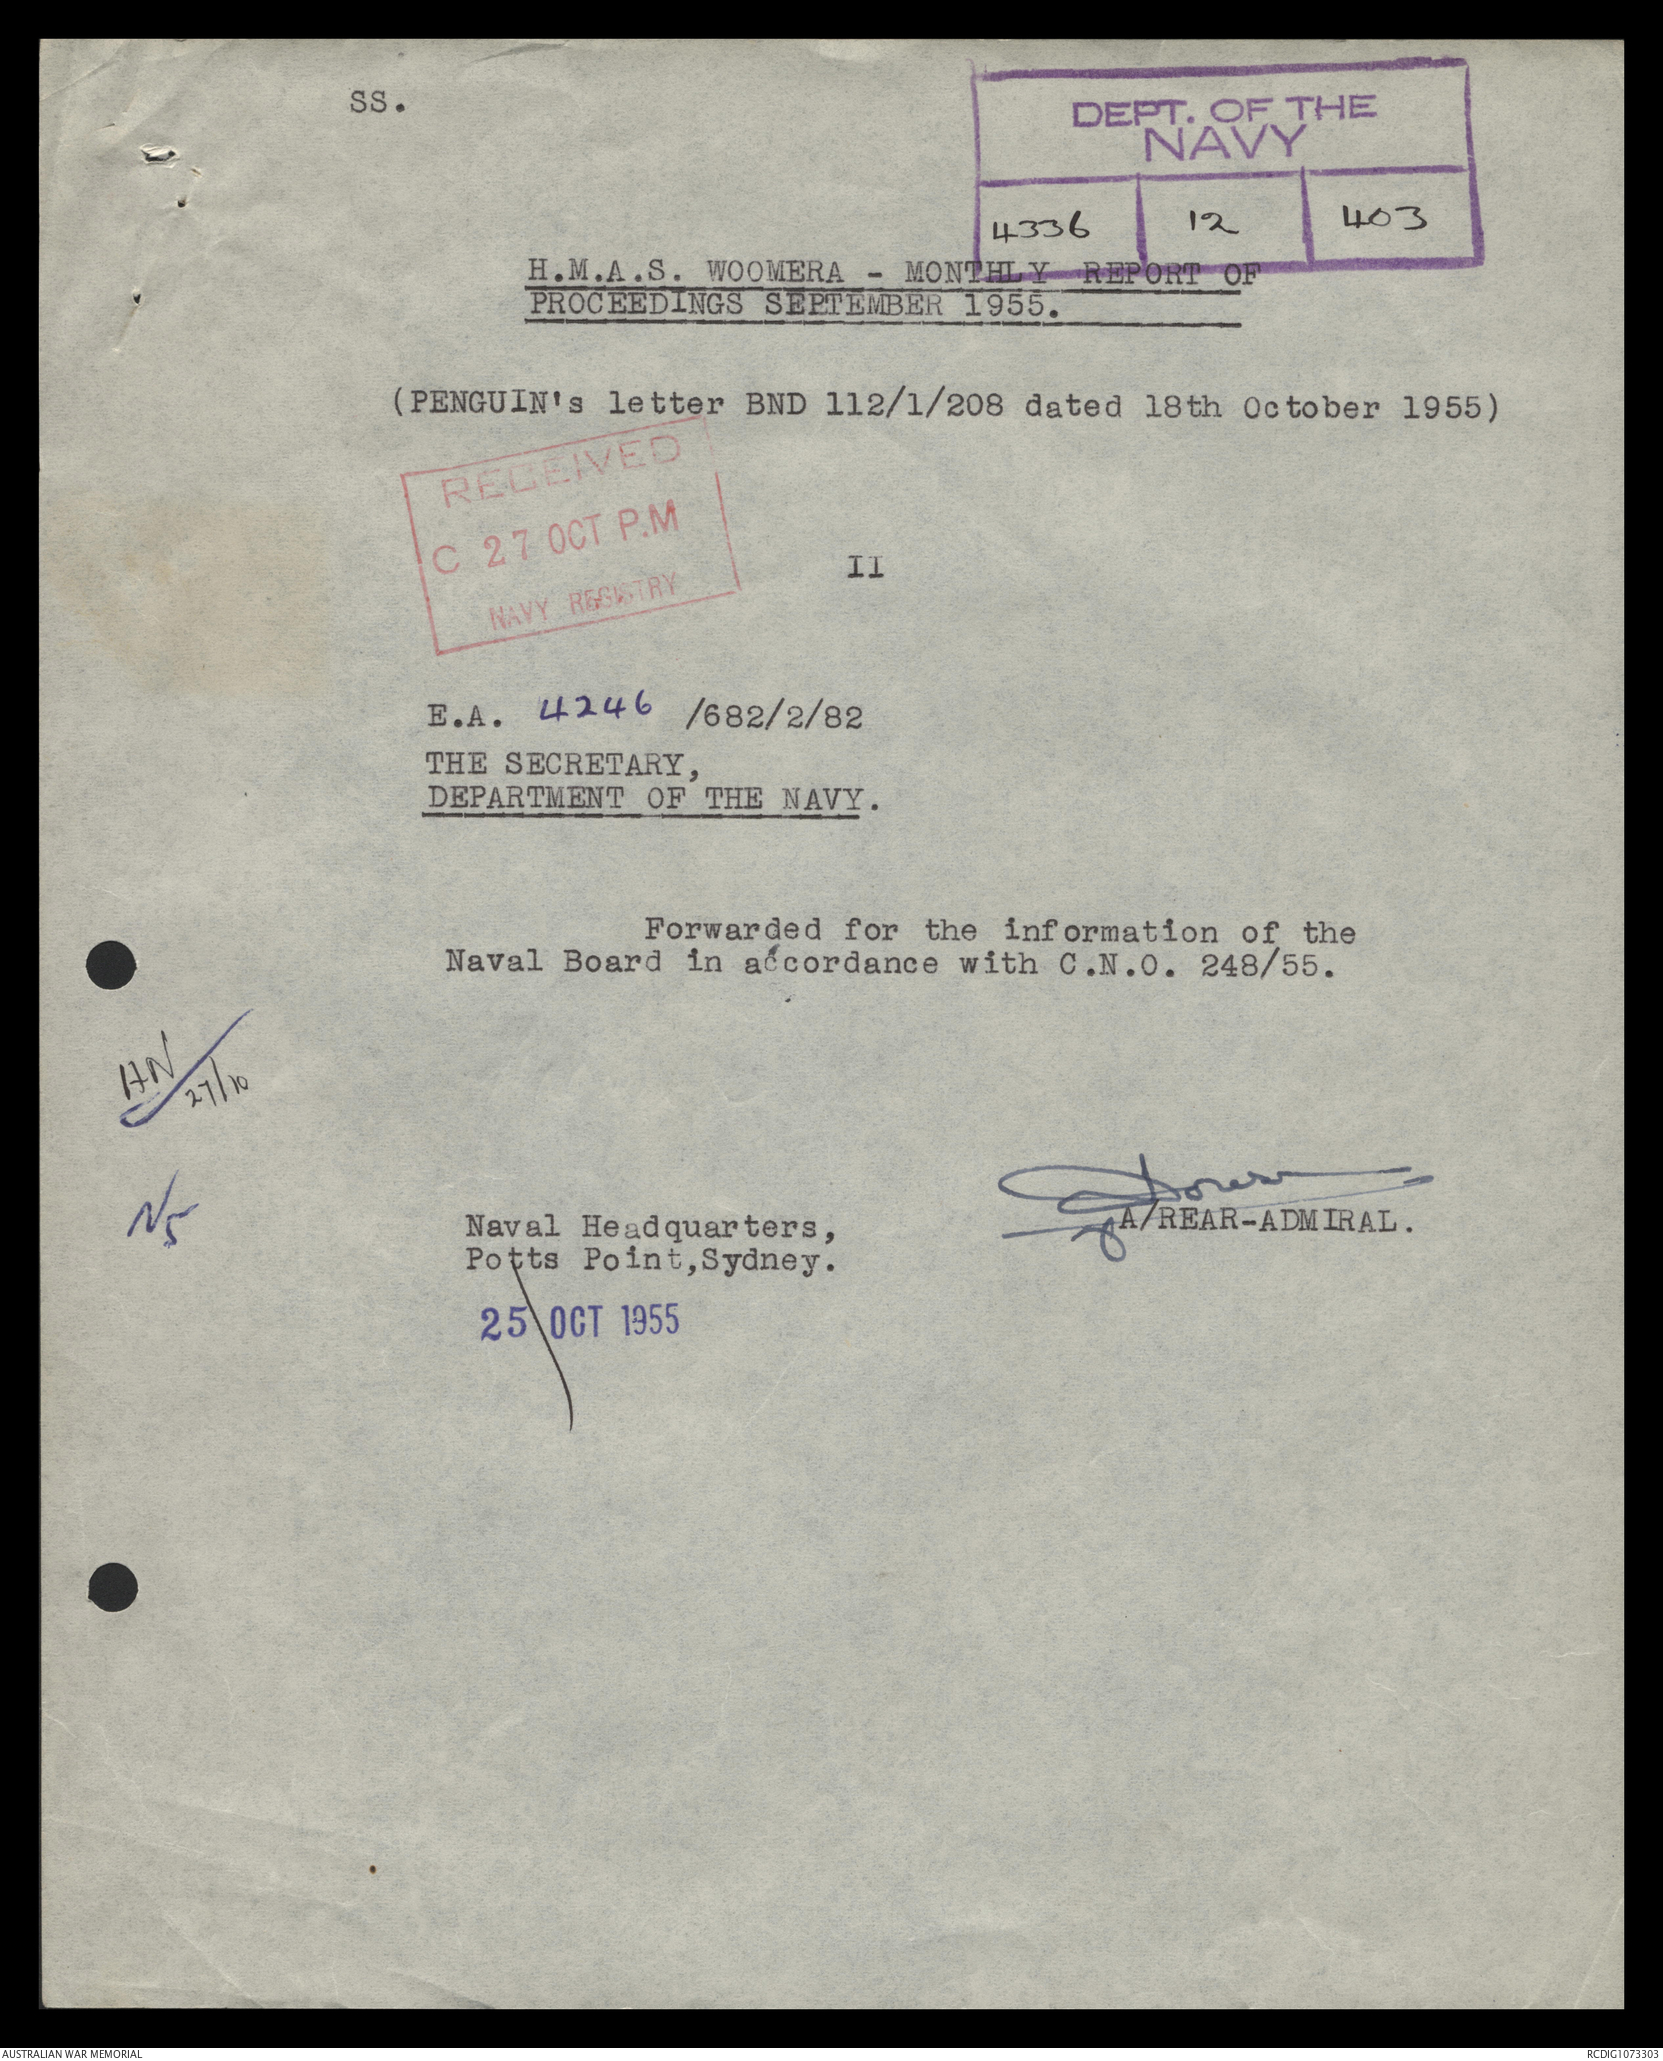 SS.
DEPT. OF THE
NAVY
4336 12 403
H.M.A.S. WOOMERA - MONTHLY REPORT OF
PROCEEDINGS SEPTEMBER 1955.
(PENGUIN's letter BND 112/1/208 dated 18th October 1955)
RECEIVED
C 27 OCT P.M
NAVY REGISTRY
II
E.A. 4246 /682/2/82
THE SECRETARY,
DEPARTMENT OF THE NAVY.
Forwarded for the information of the
Naval Board in accordance with C.N.O. 248/55.
HN
27/10
N5
A/REAR-ADMIRAL.
Naval Headquarters,
Potts Point,Sydney.
25 OCT 1955
AUSTRALIAN WAR MEMORIAL
RCDIG1073303